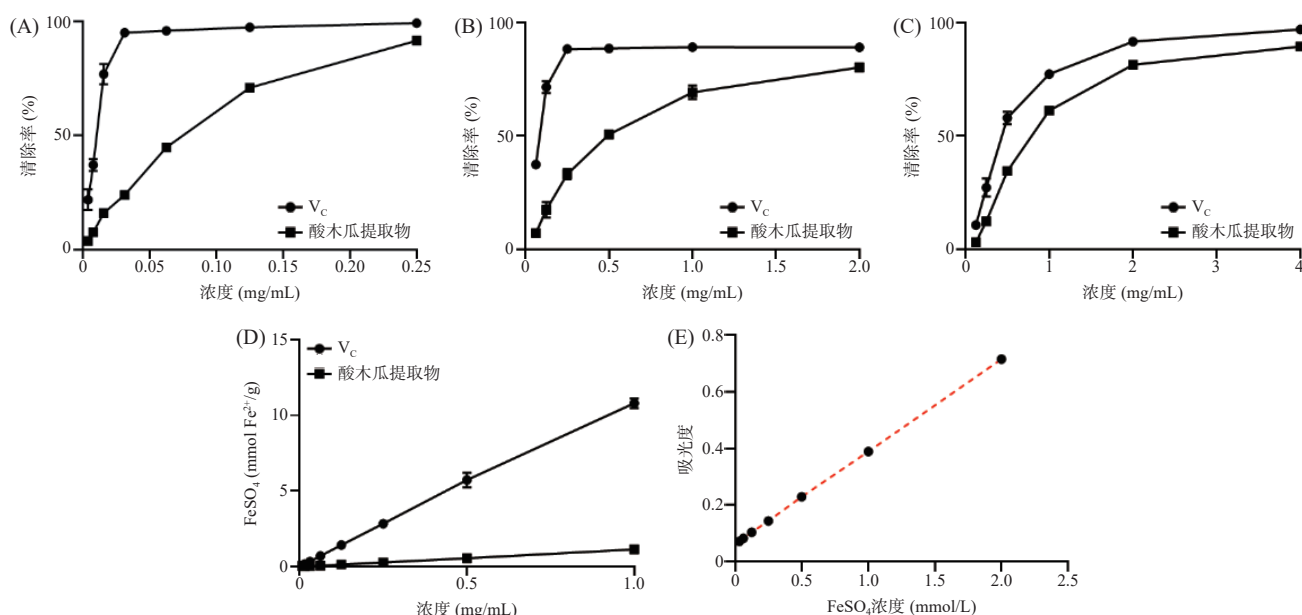 (A)
100
50
0
清除率 (%)
V_C
酸木瓜提取物
0 0.05 0.10 0.15 0.20 0.25
浓度 (mg/mL)
(B)
100
50
0
清除率 (%)
V_C
酸木瓜提取物
0 0.5 1.0 1.5 2.0
浓度 (mg/mL)
(C)
100
50
0
清除率 (%)
V_C
酸木瓜提取物
0 1 2 3 4
浓度 (mg/mL)
(D)
15
10
5
0
FeSO₄ (mmol Fe²⁺/g)
V_C
酸木瓜提取物
0.5 1.0
浓度 (mg/mL)
(E)
0.8
0.6
0.4
0.2
0
吸光度
0 0.5 1.0 1.5 2.0 2.5
FeSO₄浓度 (mmol/L)